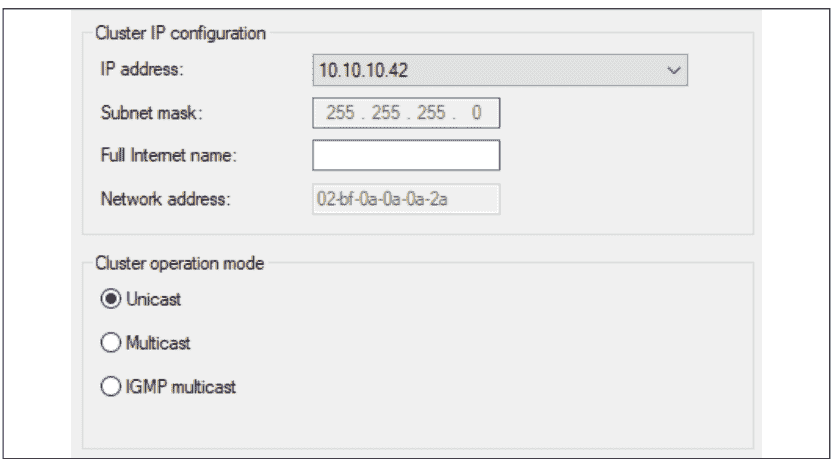 Cluster IP configuration
IP address: 10.10.10.42
Subnet mask: 255 . 255 . 255 . 0
Full Internet name:
Network address: 02-bf-0a-0a-0a-2a
Cluster operation mode
Unicast
Multicast
IGMP multicast